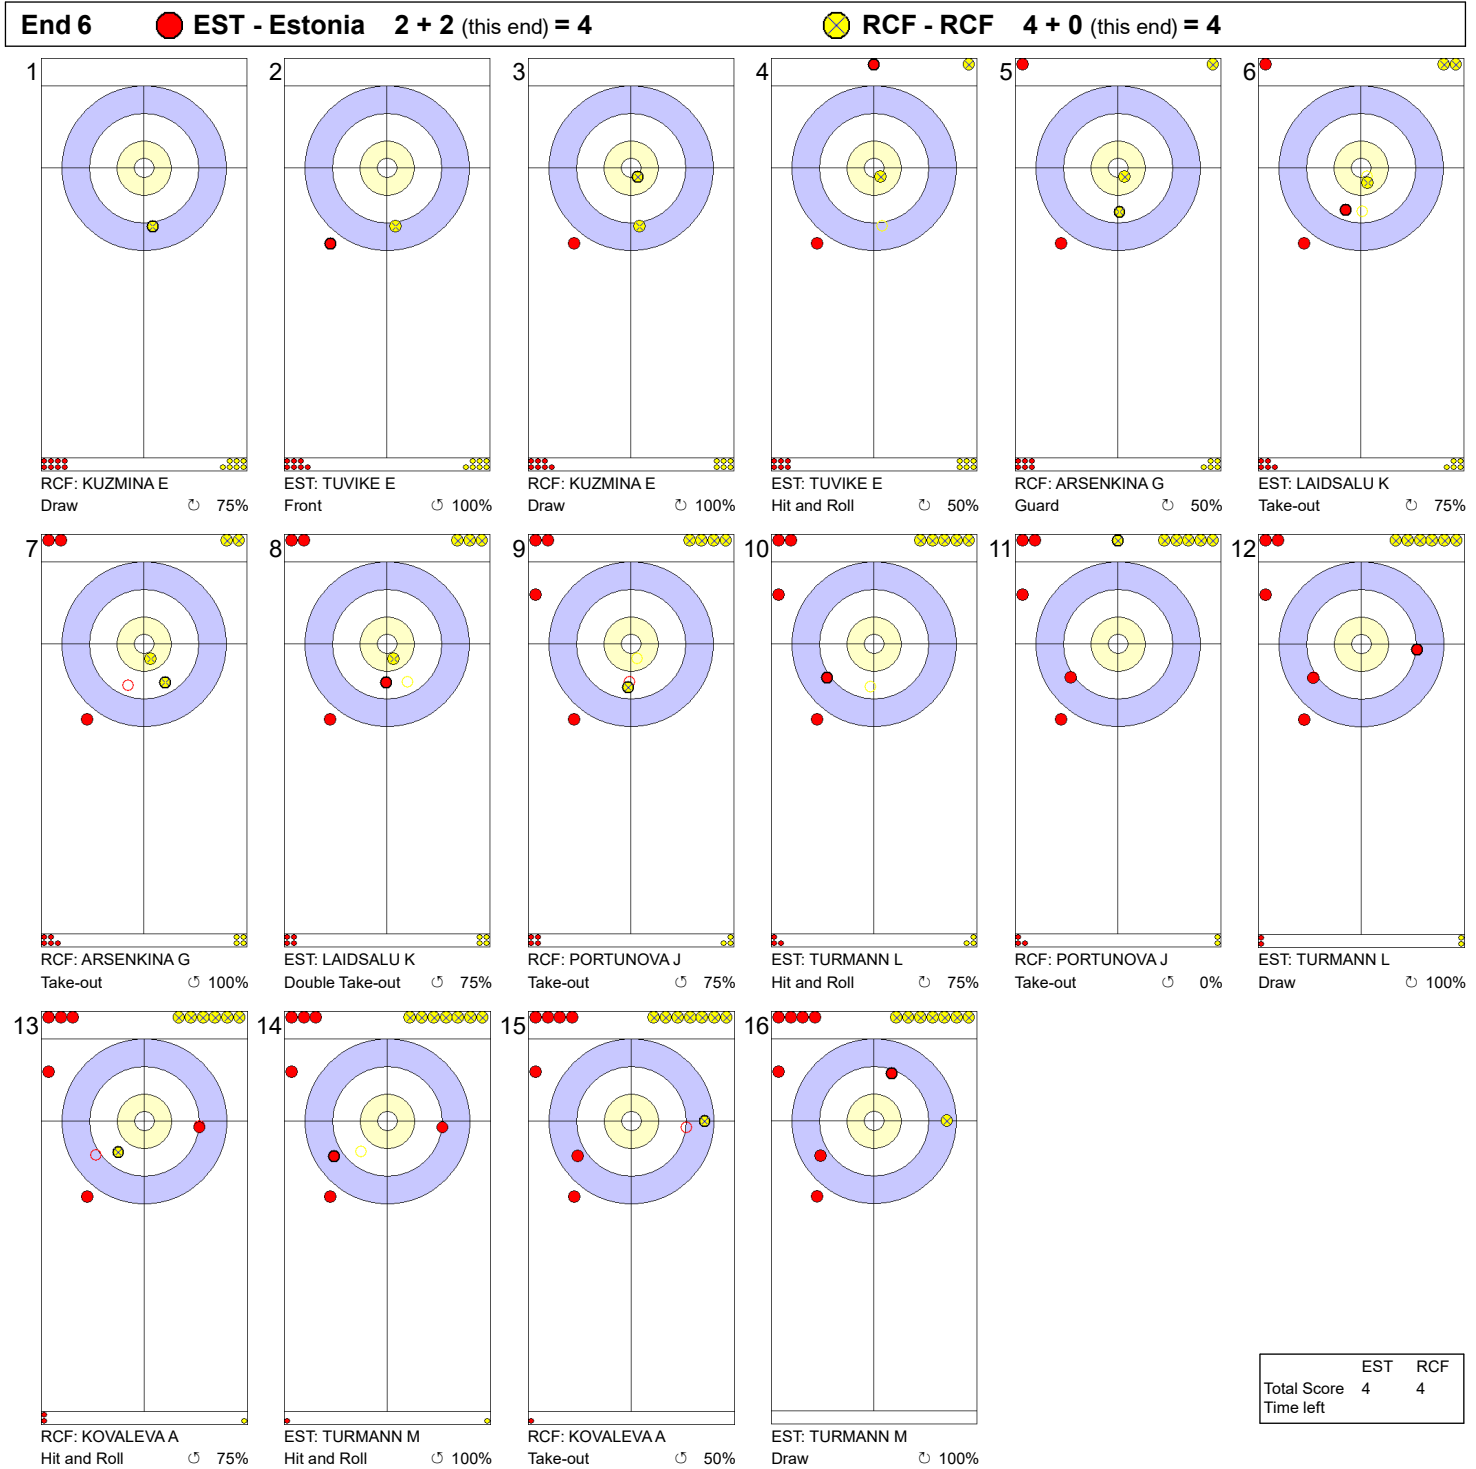 End 6 EST - Estonia 2 + 2 (this end) = 4 RCF - RCF 4 + 0 (this end) = 4
1 2 3 4 5 6
RCF: KUZMINA E
Draw 75%
EST: TUVIKE E
Front 100%
RCF: KUZMINA E
Draw 100%
EST: TUVIKE E
Hit and Roll 50%
RCF: ARSENKINA G
Guard 50%
EST: LAIDSALU K
Take-out 75%
7 8 9 10 11 12
RCF: ARSENKINA G
Take-out 100%
EST: LAIDSALU K
Double Take-out 75%
RCF: PORTUNOVA J
Take-out 75%
EST: TURMANN L
Hit and Roll 75%
RCF: PORTUNOVA J
Take-out 0%
EST: TURMANN L
Draw 100%
13 14 15 16
RCF: KOVALEVA A
Hit and Roll 75%
EST: TURMANN M
Hit and Roll 100%
RCF: KOVALEVA A
Take-out 50%
EST: TURMANN M
Draw 100%
EST RCF
Total Score 4 4
Time left